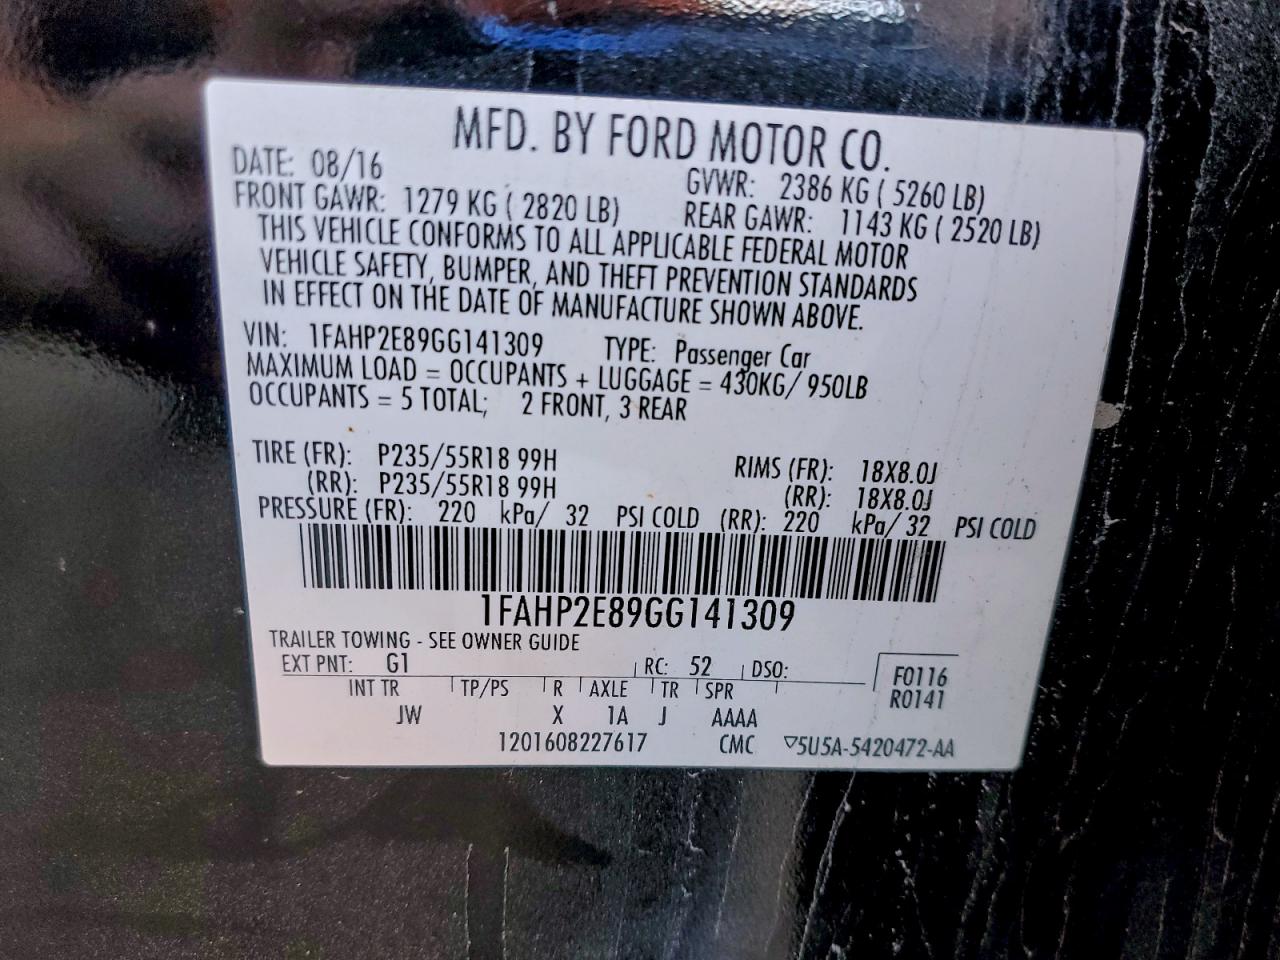 MFD. BY FORD MOTOR CO.
DATE: 08/16 GVWR: 2386 KG ( 5260 LB)
FRONT GAWR: 1279 KG ( 2820 LB) REAR GAWR: 1143 KG ( 2520 LB)
THIS VEHICLE CONFORMS TO ALL APPLICABLE FEDERAL MOTOR
VEHICLE SAFETY, BUMPER, AND THEFT PREVENTION STANDARDS
IN EFFECT ON THE DATE OF MANUFACTURE SHOWN ABOVE.
VIN: 1FAHP2E89GG141309 TYPE: Passenger Car
MAXIMUM LOAD = OCCUPANTS + LUGGAGE = 430KG/ 950LB
OCCUPANTS = 5 TOTAL; 2 FRONT, 3 REAR
TIRE (FR): P235/55R18 99H RIMS (FR): 18X8.0J
(RR): P235/55R18 99H (RR): 18X8.0J
PRESSURE (FR): 220 kPa/ 32 PSI COLD (RR): 220 kPa/ 32 PSI COLD
1FAHP2E89GG141309
TRAILER TOWING - SEE OWNER GUIDE
EXT PNT: G1 RC: 52 DSO: F0116
R0141
INT TR TP/PS R AXLE TR SPR
JW X 1A J AAAA
1201608227617 CMC ▽5U5A-5420472-AA